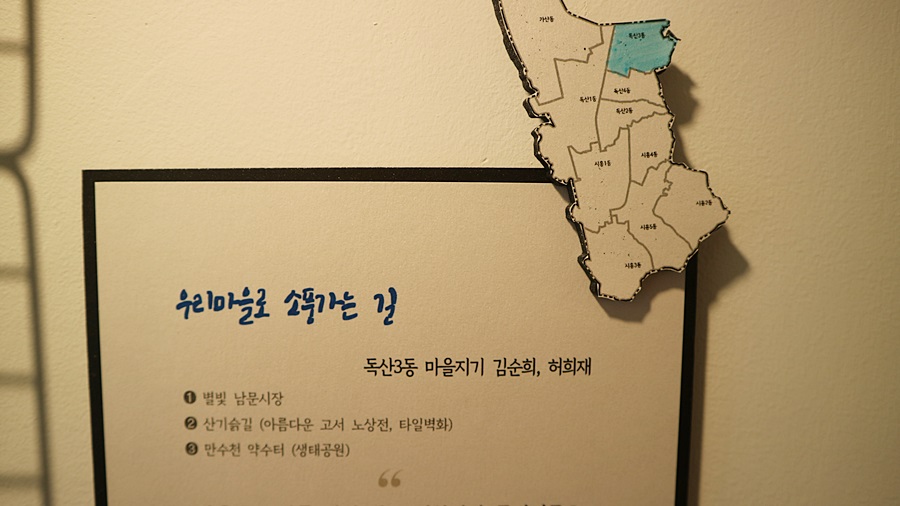 가산동
독산3동
독산4동
독산1동
독산2동
시흥1동
시흥4동
시흥2동
시흥5동
시흥3동
우리마을로 소풍가는 길
독산3동 마을지기 김순희, 허희재
❶ 별빛 남문시장
❷ 산기슭길 (아름다운 고서 노상전, 타일벽화)
❸ 만수천 약수터 (생태공원)
“